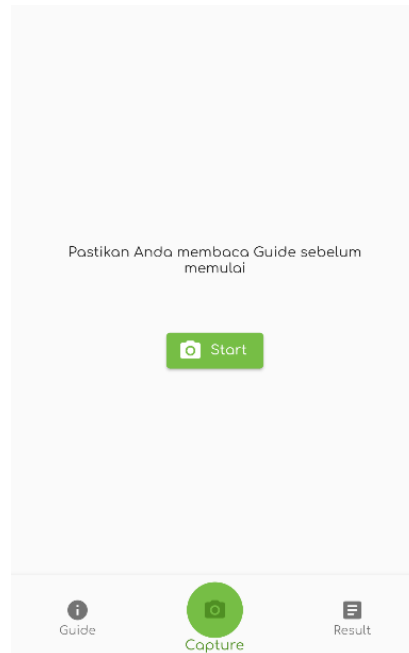 Pastikan Anda membaca Guide sebelum
memulai
Start
Guide
Capture
Result